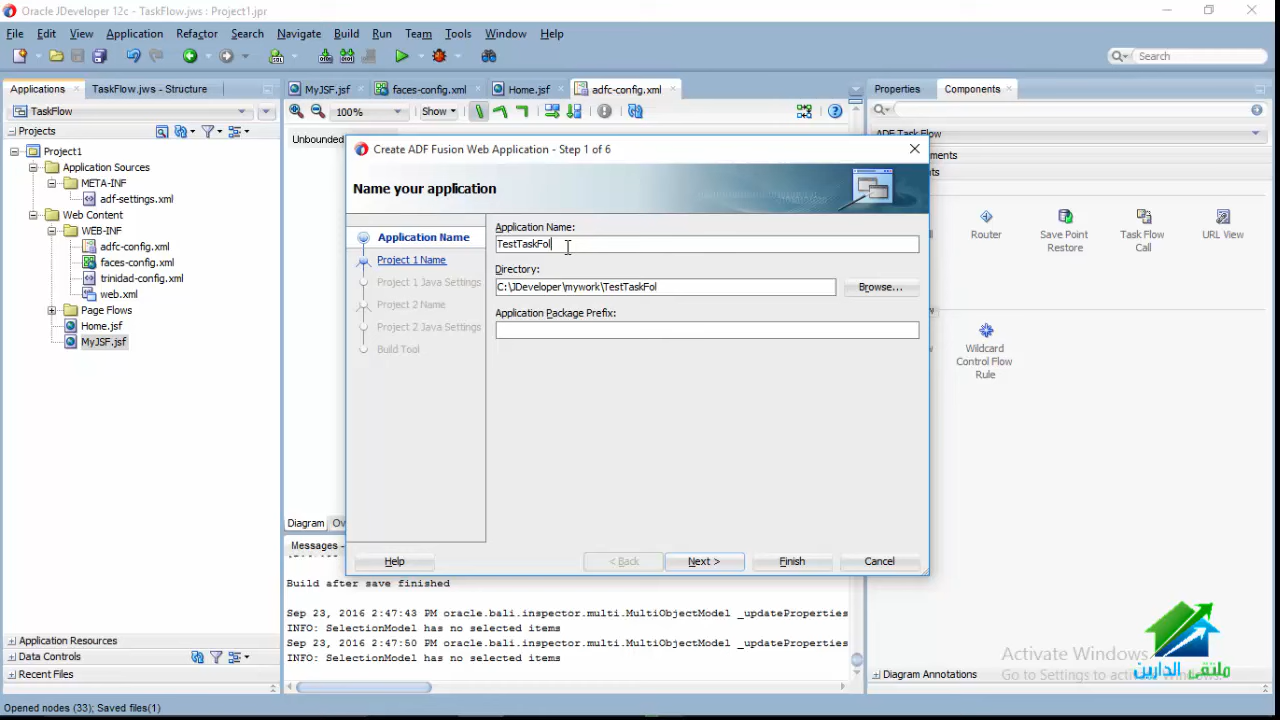 Oracle JDeveloper 12c - TaskFlow.jws : Project1.jpr
File Edit View Application Refactor Search Navigate Build Run Team Tools Window Help
Search
Applications TaskFlow.jws - Structure
MyJSF.jsf faces-config.xml Home.jsf adfc-config.xml
Properties Components
TaskFlow
100% Show
Projects
Project1
Application Sources
META-INF
adf-settings.xml
Web Content
WEB-INF
adfc-config.xml
faces-config.xml
trinidad-config.xml
web.xml
Page Flows
Home.jsf
MyJSF.jsf
Application Resources
Data Controls
Recent Files
Unbounded
Create ADF Fusion Web Application - Step 1 of 6
Name your application
Application Name
Project 1 Name
Project 1 Java Settings
Project 2 Name
Project 2 Java Settings
Build Tool
Application Name:
TestTaskFol
Directory:
C:\JDeveloper\mywork\TestTaskFol
Browse...
Application Package Prefix:
Help < Back Next > Finish Cancel
ADF Task Flow
Router
Save Point Restore
Task Flow Call
URL View
Wildcard Control Flow Rule
Diagram Ov
Messages -
Build after save finished
Sep 23, 2016 2:47:43 PM oracle.bali.inspector.multi.MultiObjectModel _updateProperties
INFO: SelectionModel has no selected items
Sep 23, 2016 2:47:50 PM oracle.bali.inspector.multi.MultiObjectModel _updateProperties
INFO: SelectionModel has no selected items
Diagram Annotations
Activate Windows
Go to Settings to
ملتقى الدارين
Opened nodes (33); Saved files(1)